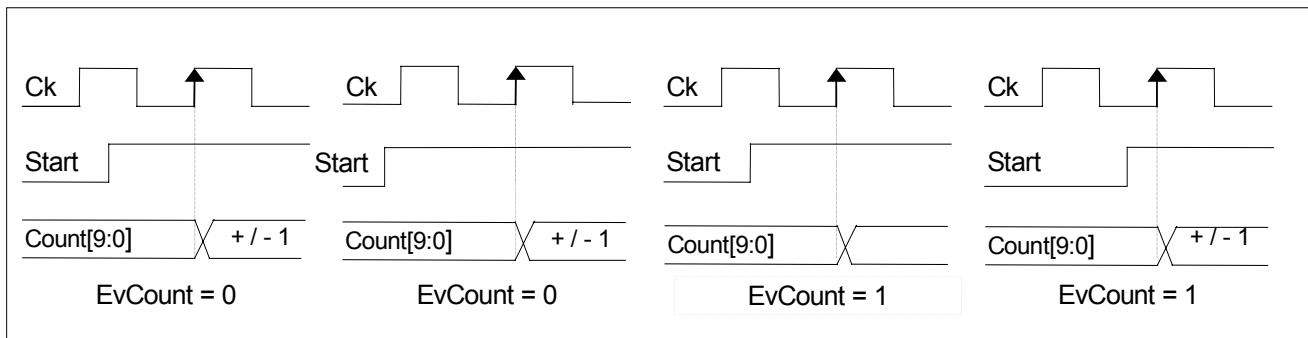 Ck Ck Ck Ck
Start Start Start Start
Count[9:0] + / - 1 Count[9:0] + / - 1 Count[9:0] Count[9:0] + / - 1
EvCount = 0 EvCount = 0 EvCount = 1 EvCount = 1